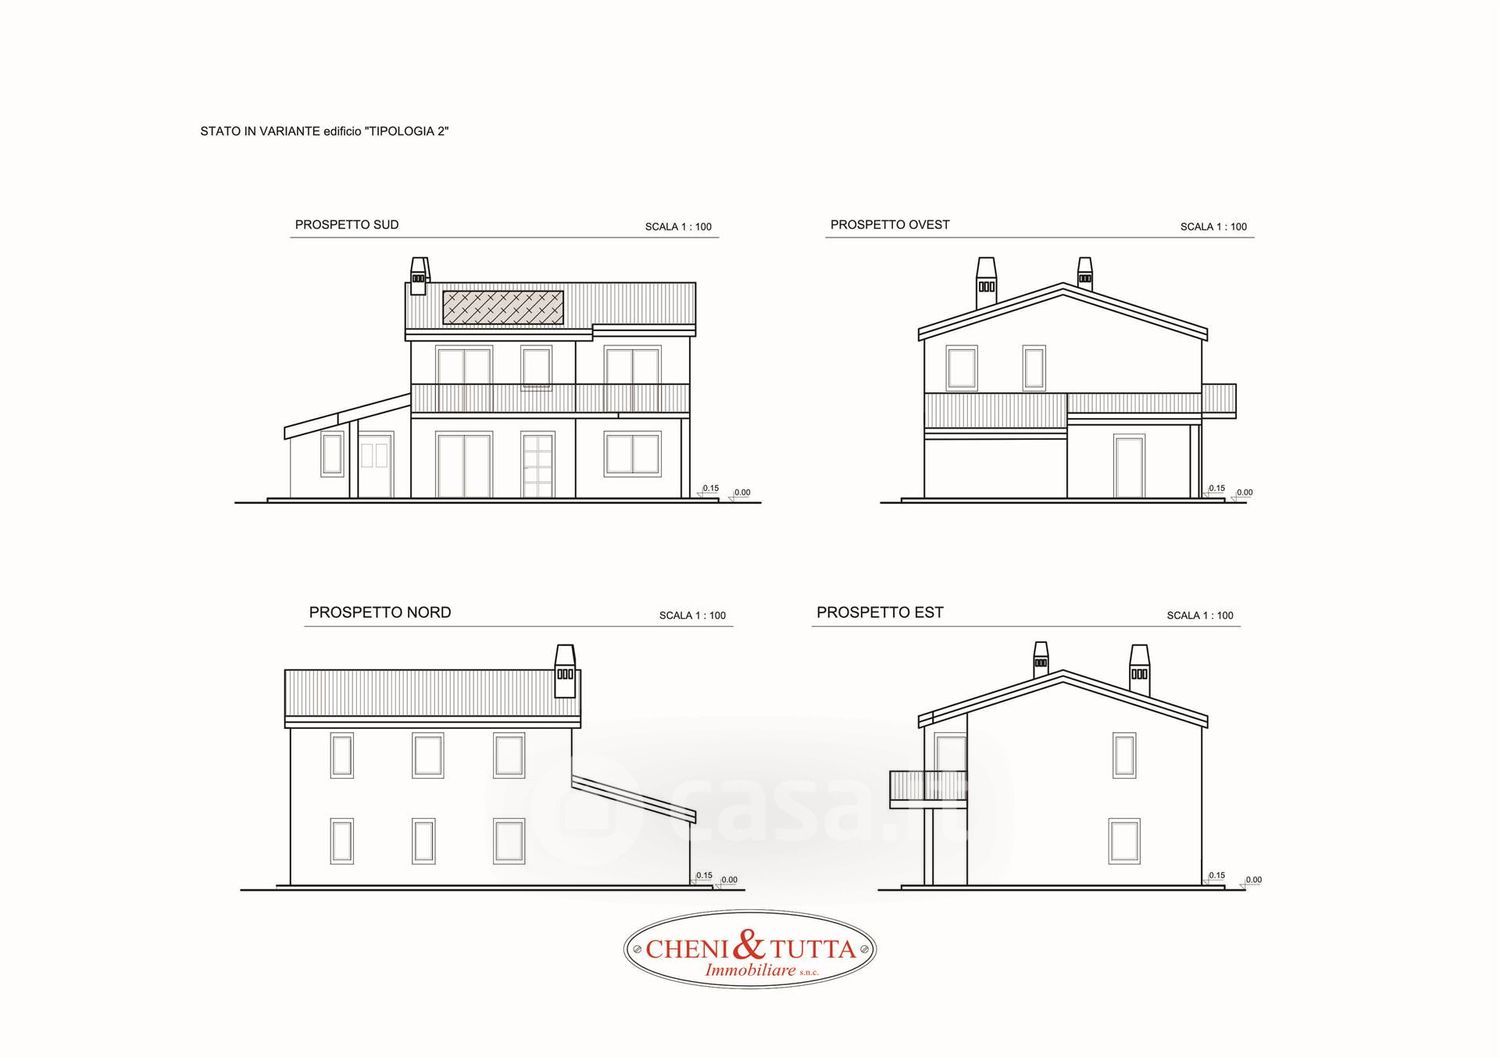 STATO IN VARIANTE edificio "TIPOLOGIA 2"
PROSPETTO SUD SCALA 1 : 100
PROSPETTO OVEST SCALA 1 : 100
0.15 0.00
0.15 0.00
PROSPETTO NORD SCALA 1 : 100
PROSPETTO EST SCALA 1 : 100
casa.it
0.15 0.00
0.15 0.00
CHENI & TUTTA
Immobiliare s.n.c.